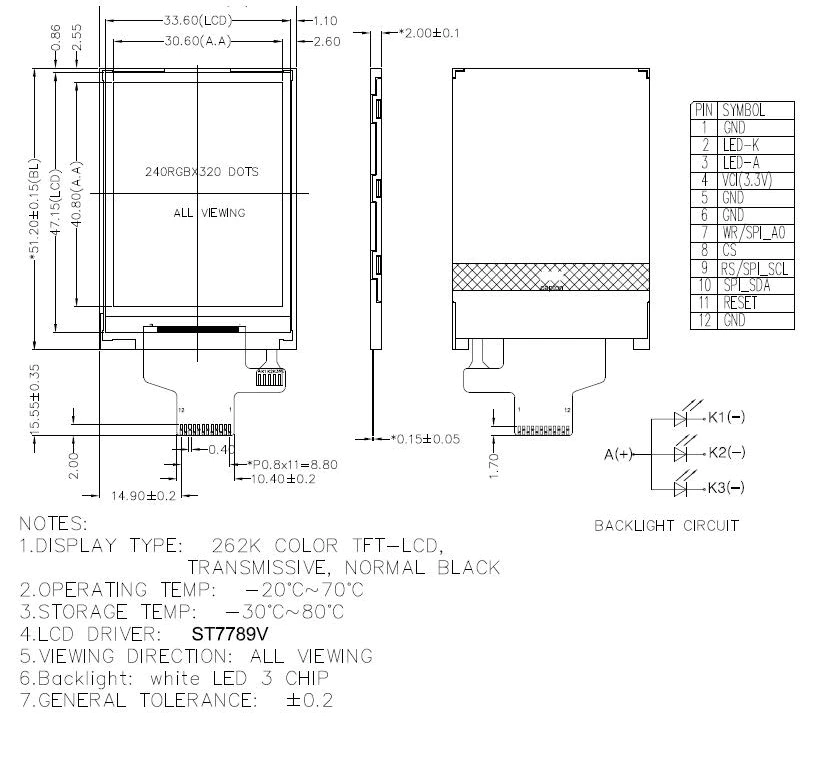 33.60(LCD)
1.10
30.60(A.A)
2.60
0.86
2.55
*2.00±0.1
*51.20±0.15(BL)
47.15(LCD)
40.80(A.A)
240RGBX320 DOTS
ALL VIEWING
15.55±0.35
2.00
12
1
0.40
*P0.8x11=8.80
10.40±0.2
14.90±0.2
*0.15±0.05
1
12
1.70
PIN SYMBOL
1 GND
2 LED-K
3 LED-A
4 VCI(3.3V)
5 GND
6 GND
7 WR/SPI_A0
8 CS
9 RS/SPI_SCL
10 SPI_SDA
11 RESET
12 GND
K1(-)
A(+)
K2(-)
K3(-)
BACKLIGHT CIRCUIT
NOTES:
1.DISPLAY TYPE: 262K COLOR TFT-LCD,
TRANSMISSIVE, NORMAL BLACK
2.OPERATING TEMP: -20°C~70°C
3.STORAGE TEMP: -30°C~80°C
4.LCD DRIVER: ST7789V
5.VIEWING DIRECTION: ALL VIEWING
6.Backlight: white LED 3 CHIP
7.GENERAL TOLERANCE: ±0.2